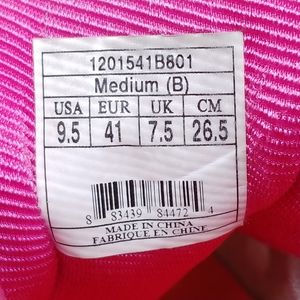 1201541B801
Medium (B)
USA EUR UK CM
9.5 41 7.5 26.5
8 83439 84472 4
MADE IN CHINA
FABRIQUE EN CHINE